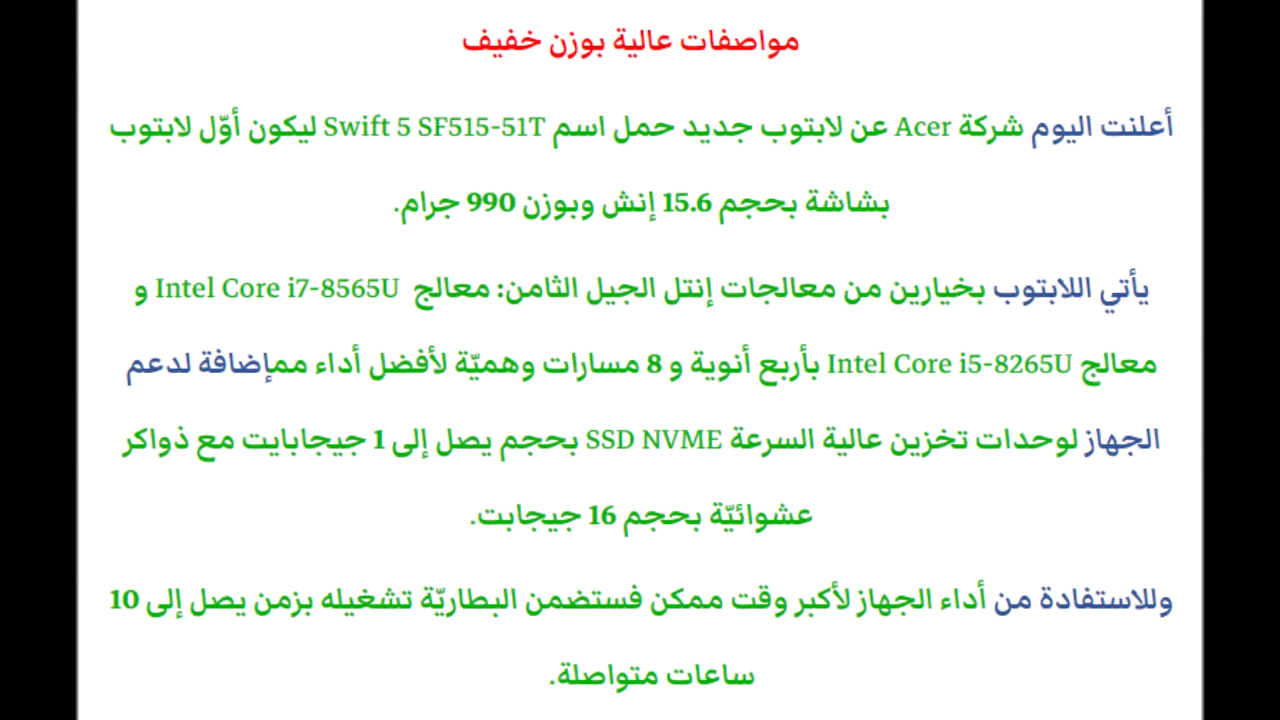 مواصفات عالية بوزن خفيف
أعلنت اليوم شركة Acer عن لابتوب جديد حمل اسم Swift 5 SF515-51T ليكون أوّل لابتوب
بشاشة بحجم 15.6 إنش وبوزن 990 جرام.
يأتي اللابتوب بخيارين من معالجات إنتل الجيل الثامن: معالج Intel Core i7-8565U و
معالج Intel Core i5-8265U بأربع أنوية و 8 مسارات وهميّة لأفضل أداء ممإضافة لدعم
الجهاز لوحدات تخزين عالية السرعة SSD NVME بحجم يصل إلى 1 جيجابايت مع ذواكر
عشوائيّة بحجم 16 جيجابت.
وللاستفادة من أداء الجهاز لأكبر وقت ممكن فستضمن البطاريّة تشغيله بزمن يصل إلى 10
ساعات متواصلة.